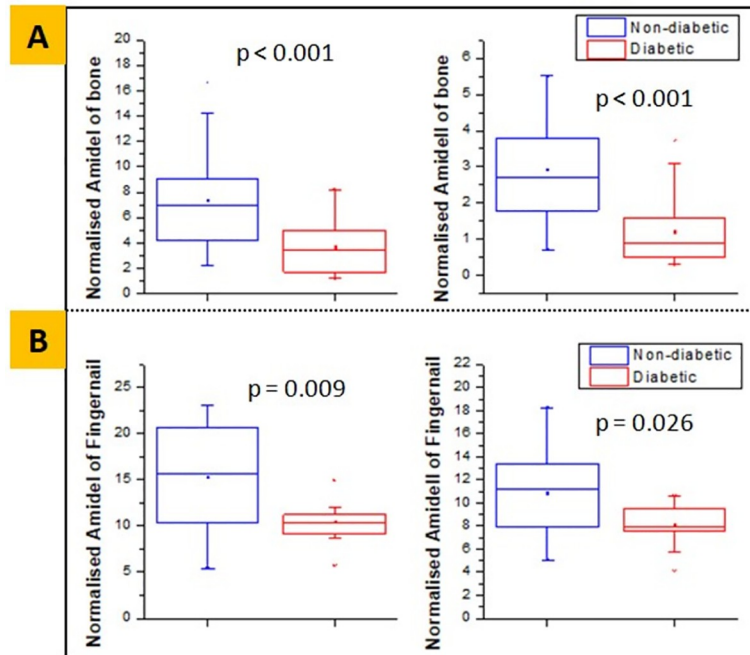 A
Normalised AmideI of bone
20
18
16
14
12
10
8
6
4
2
0
p < 0.001
Normalised AmideII of bone
6
5
4
3
2
1
0
p < 0.001
Non-diabetic
Diabetic
B
Normalised AmideI of Fingernail
25
20
15
10
5
0
p = 0.009
Normalised AmideII of Fingernail
22
20
18
16
14
12
10
8
6
4
2
0
p = 0.026
Non-diabetic
Diabetic